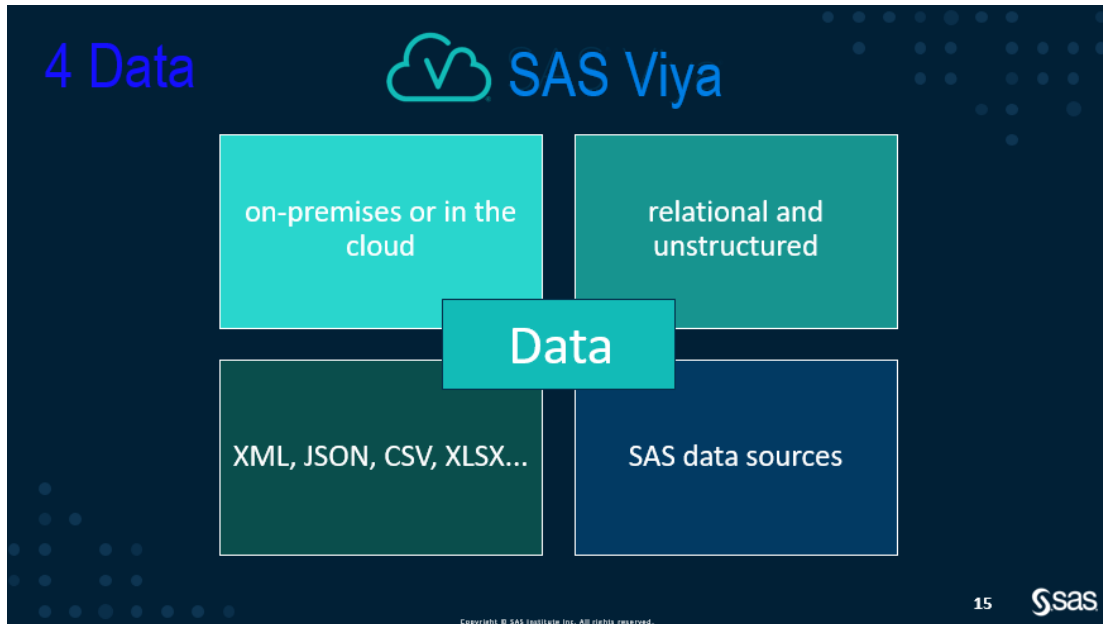 4 Data
SAS Viya
on-premises or in the
cloud
relational and
unstructured
Data
XML, JSON, CSV, XLSX...
SAS data sources
15
sas
Copyright © SAS Institute Inc. All rights reserved.